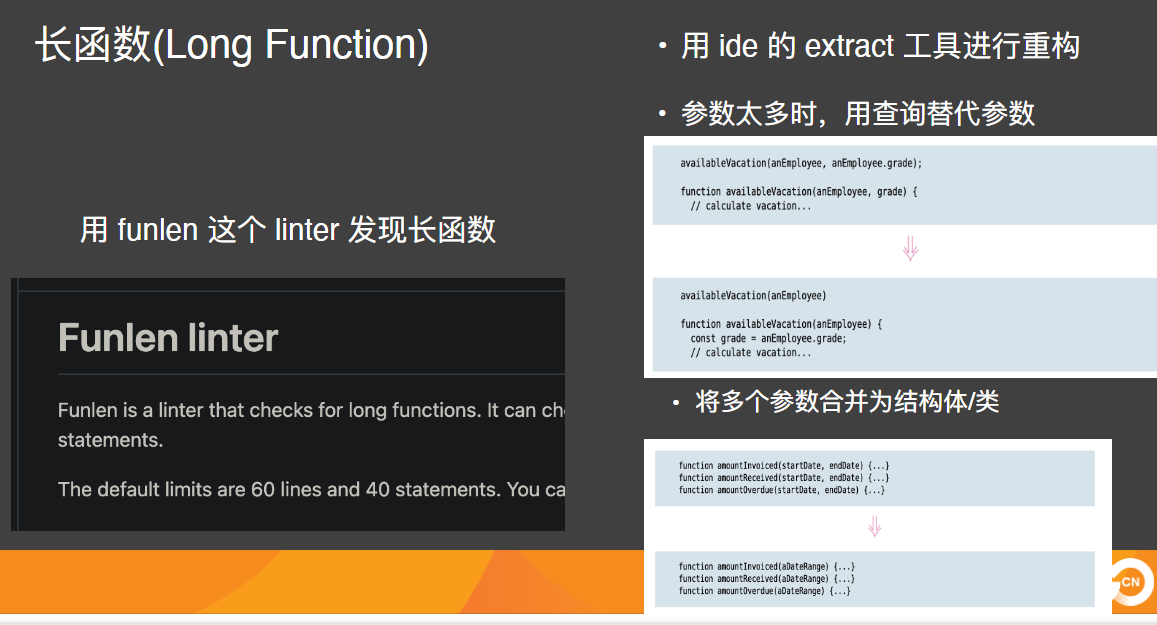 长函数(Long Function)
用 funlen 这个 linter 发现长函数
Funlen linter
Funlen is a linter that checks for long functions. It can ch
statements.
The default limits are 60 lines and 40 statements. You ca
• 用 ide 的 extract 工具进行重构
• 参数太多时，用查询替代参数
availableVacation(anEmployee, anEmployee.grade);
function availableVacation(anEmployee, grade) {
// calculate vacation...
availableVacation(anEmployee)
function availableVacation(anEmployee) {
const grade = anEmployee.grade;
// calculate vacation...
• 将多个参数合并为结构体/类
function amountInvoiced(startDate, endDate) {...}
function amountReceived(startDate, endDate) {...}
function amountOverdue(startDate, endDate) {...}
function amountInvoiced(aDateRange) {...}
function amountReceived(aDateRange) {...}
function amountOverdue(aDateRange) {...}
CN